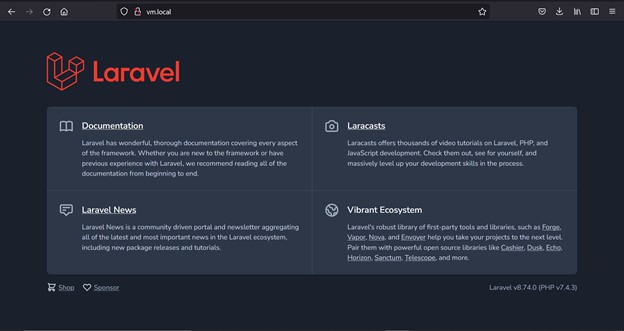 vm.local
Laravel
Documentation
Laravel has wonderful, thorough documentation covering every aspect
of the framework. Whether you are new to the framework or have
previous experience with Laravel, we recommend reading all of the
documentation from beginning to end.
Laracasts
Laracasts offers thousands of video tutorials on Laravel, PHP, and
JavaScript development. Check them out, see for yourself, and
massively level up your development skills in the process.
Laravel News
Laravel News is a community driven portal and newsletter aggregating
all of the latest and most important news in the Laravel ecosystem,
including new package releases and tutorials.
Vibrant Ecosystem
Laravel's robust library of first-party tools and libraries, such as Forge,
Vapor, Nova, and Envoyer help you take your projects to the next level.
Pair them with powerful open source libraries like Cashier, Dusk, Echo,
Horizon, Sanctum, Telescope, and more.
Shop Sponsor
Laravel v8.74.0 (PHP v7.4.3)